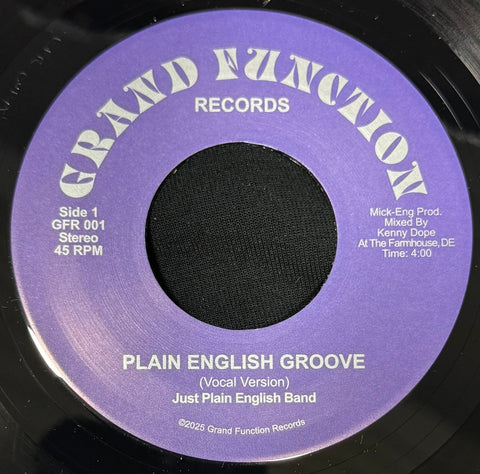 GRAND FUNCTION
RECORDS
Side 1
GFR 001
Stereo
45 RPM
Mick-Eng Prod.
Mixed By
Kenny Dope
At The Farmhouse, DE
Time: 4:00
PLAIN ENGLISH GROOVE
(Vocal Version)
Just Plain English Band
©2025 Grand Function Records